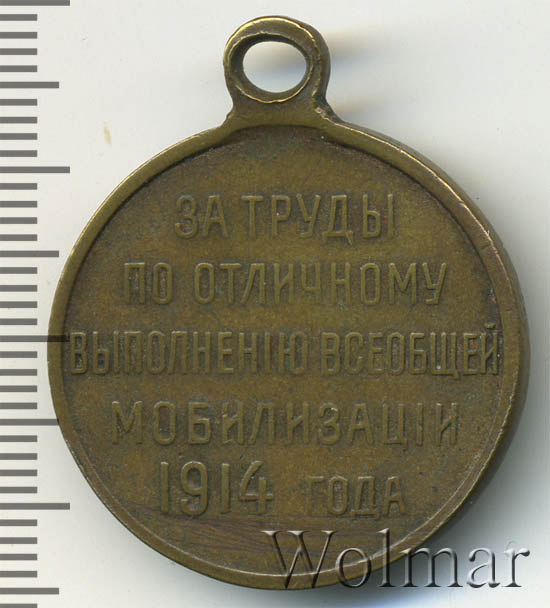 ЗА ТРУДЫ
ПО ОТЛИЧНОМУ
ВЫПОЛНЕНІЮ ВСЕОБЩЕЙ
МОБИЛИЗАЦІИ
1914 ГОДА
Wolmar